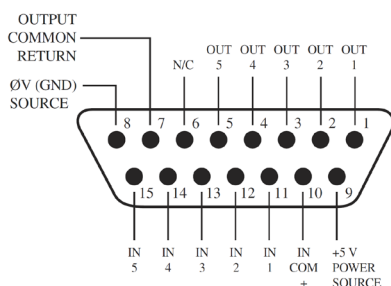 OUTPUT
COMMON
RETURN
ØV (GND)
SOURCE
N/C
OUT
5
OUT
4
OUT
3
OUT
2
OUT
1
8 7 6 5 4 3 2 1
15 14 13 12 11 10 9
IN
5
IN
4
IN
3
IN
2
IN
1
IN
COM
+
+5 V
POWER
SOURCE